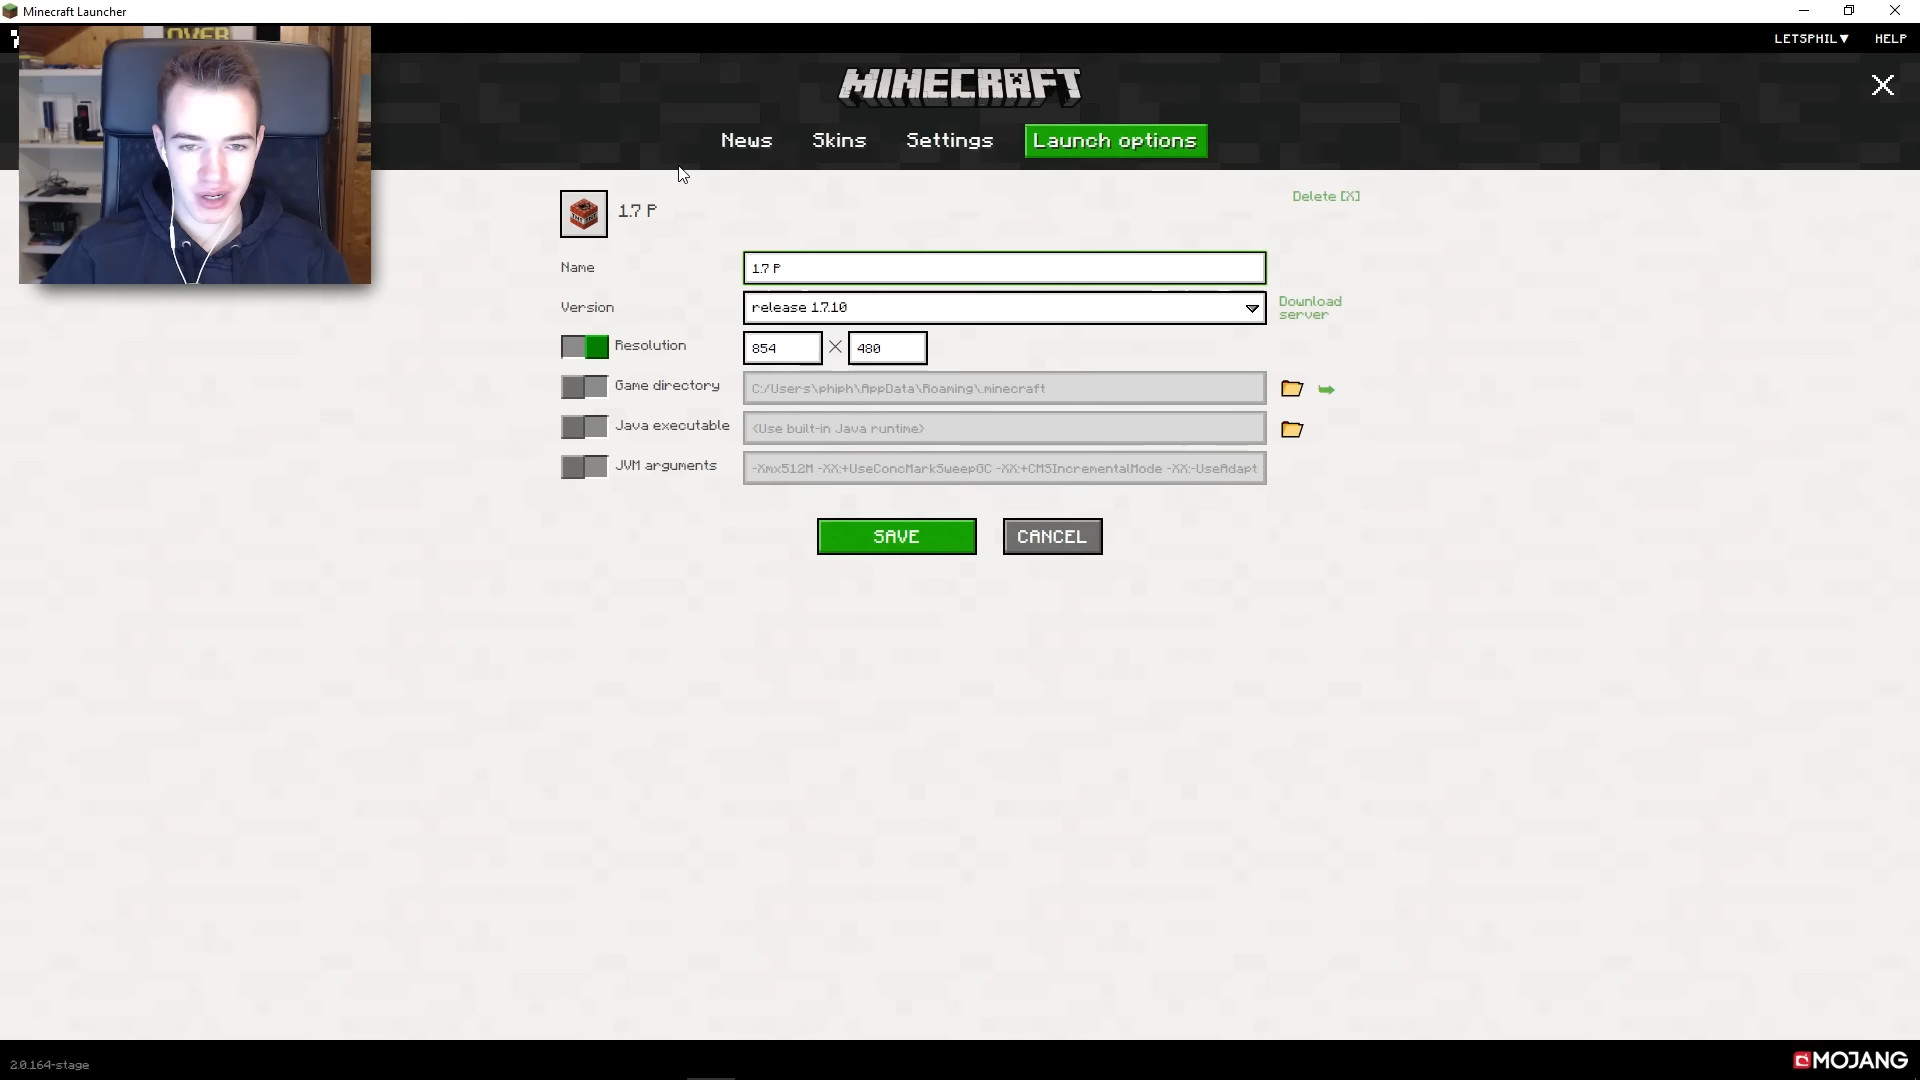 Minecraft Launcher
LETSPHIL▼ HELP
OVER
MINECRAFT
News Skins Settings Launch options
1.7 P
Delete [X]
Name 1.7 P
Version release 1.7.10
Download
server
Resolution 854 × 480
Game directory C:/Users\phiph\AppData\Roaming\.minecraft
Java executable <Use built-in Java runtime>
JVM arguments -Xmx512M -XX:+UseConcMarkSweepGC -XX:+CMSIncrementalMode -XX:-UseAdapt
SAVE CANCEL
2.0.164-stage
MOJANG